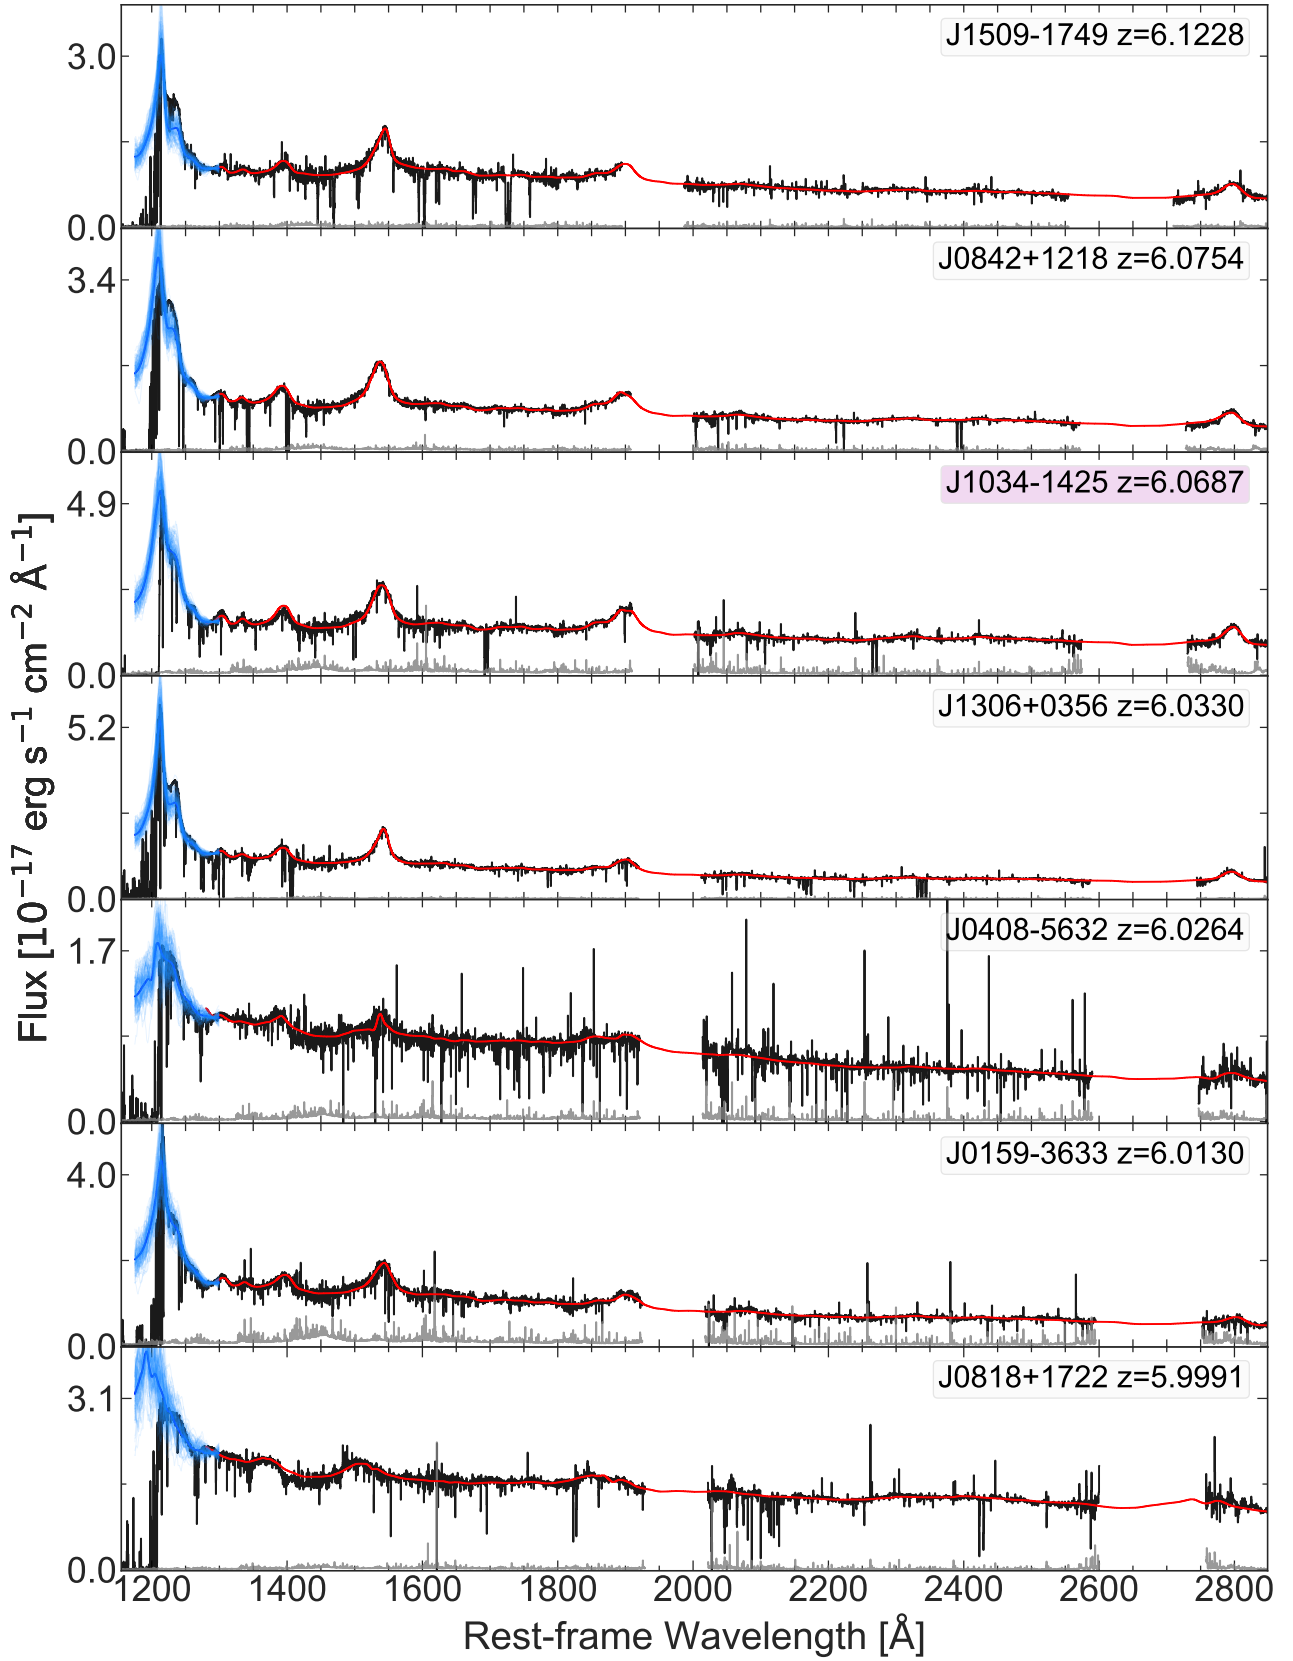 Flux [10⁻¹⁷ erg s⁻¹ cm⁻² Å⁻¹]
J1509-1749 z=6.1228
3.0
0.0
J0842+1218 z=6.0754
3.4
0.0
J1034-1425 z=6.0687
4.9
0.0
J1306+0356 z=6.0330
5.2
0.0
J0408-5632 z=6.0264
1.7
0.0
J0159-3633 z=6.0130
4.0
0.0
J0818+1722 z=5.9991
3.1
0.0
1200 1400 1600 1800 2000 2200 2400 2600 2800
Rest-frame Wavelength [Å]